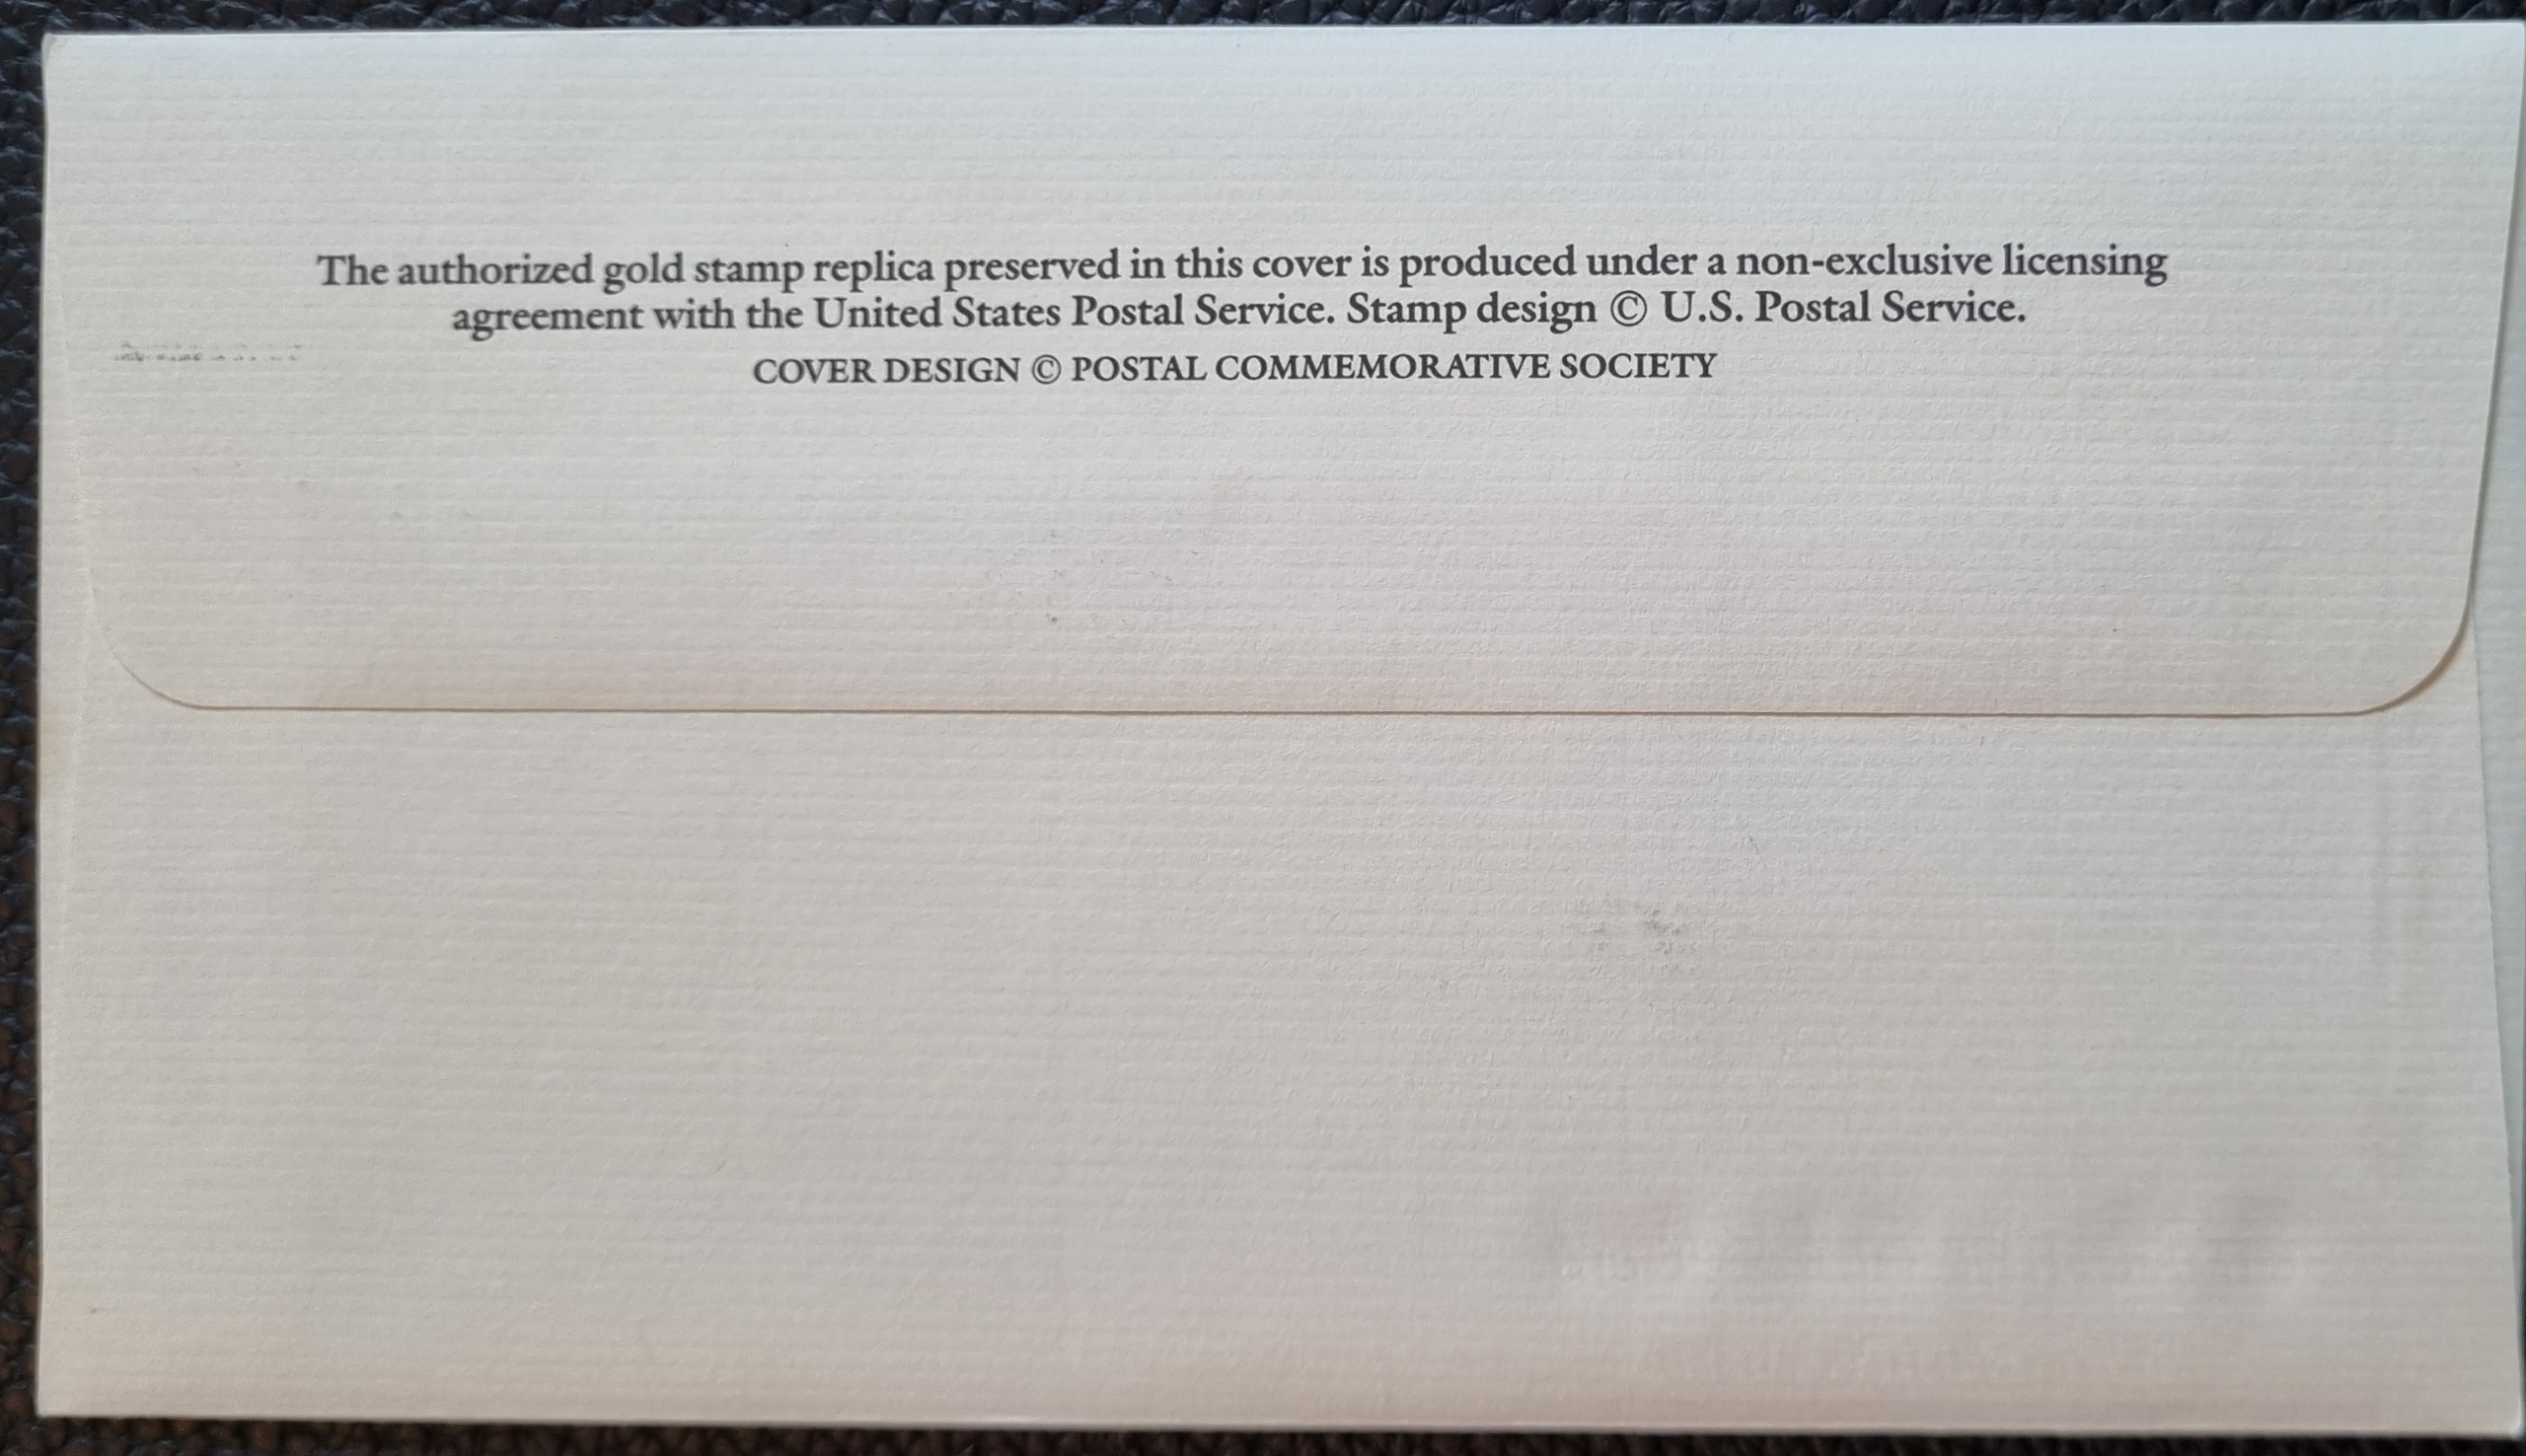 The authorized gold stamp replica preserved in this cover is produced under a non-exclusive licensing
agreement with the United States Postal Service. Stamp design © U.S. Postal Service.
COVER DESIGN © POSTAL COMMEMORATIVE SOCIETY